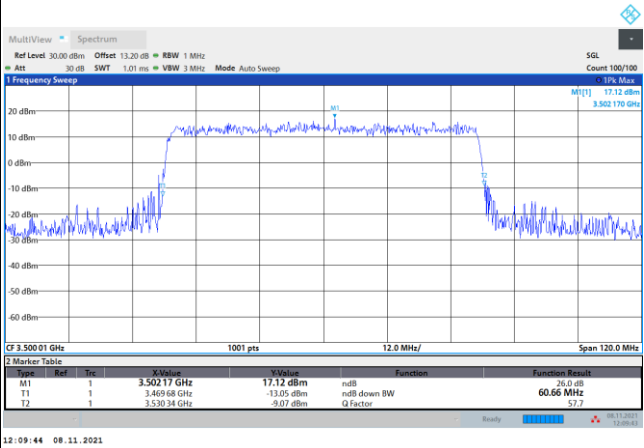 MultiView Spectrum
Ref Level 30.00 dBm Offset 13.20 dB RBW 1 MHz SGL
Att 30 dB SWT 1.01 ms VBW 3 MHz Mode Auto Sweep Count 100/100
1 Frequency Sweep 1Pk Max
M1[1] 17.12 dBm
3.502 170 GHz
M1
20 dBm
10 dBm
0 dBm
T1
T2
-10 dBm
-20 dBm
-30 dBm
-40 dBm
-50 dBm
-60 dBm
CF 3.500 01 GHz 1001 pts 12.0 MHz/ Span 120.0 MHz
2 Marker Table
Type Ref Trc X-Value Y-Value Function Function Result
M1 1 3.502 17 GHz 17.12 dBm ndB 26.0 dB
T1 1 3.469 68 GHz -13.05 dBm ndB down BW 60.66 MHz
T2 1 3.530 34 GHz -9.07 dBm Q Factor 57.7
Ready 08.11.2021
12:09:43
12:09:44 08.11.2021